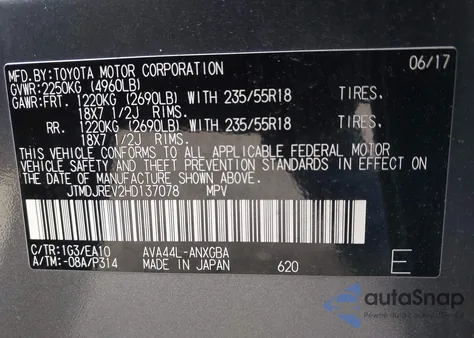 MFD.BY:TOYOTA MOTOR CORPORATION 06/17
GVWR:2250KG (4960LB)
GAWR:FRT. 1220KG (2690LB) WITH 235/55R18 TIRES.
18X7 1/2J RIMS.
RR. 1220KG (2690LB) WITH 235/55R18 TIRES.
18X7 1/2J RIMS.
THIS VEHICLE CONFORMS TO ALL APPLICABLE FEDERAL MOTOR
VEHICLE SAFETY AND THEFT PREVENTION STANDARDS IN EFFECT
ON THE DATE OF MANUFACTURE SHOWN ABOVE.
JTMDJREV2HD137078 MPV
C/TR:1G3/EA10 AVA44L-ANXGBA
A/TM:-08A/P314 MADE IN JAPAN 620 E
autoSnap